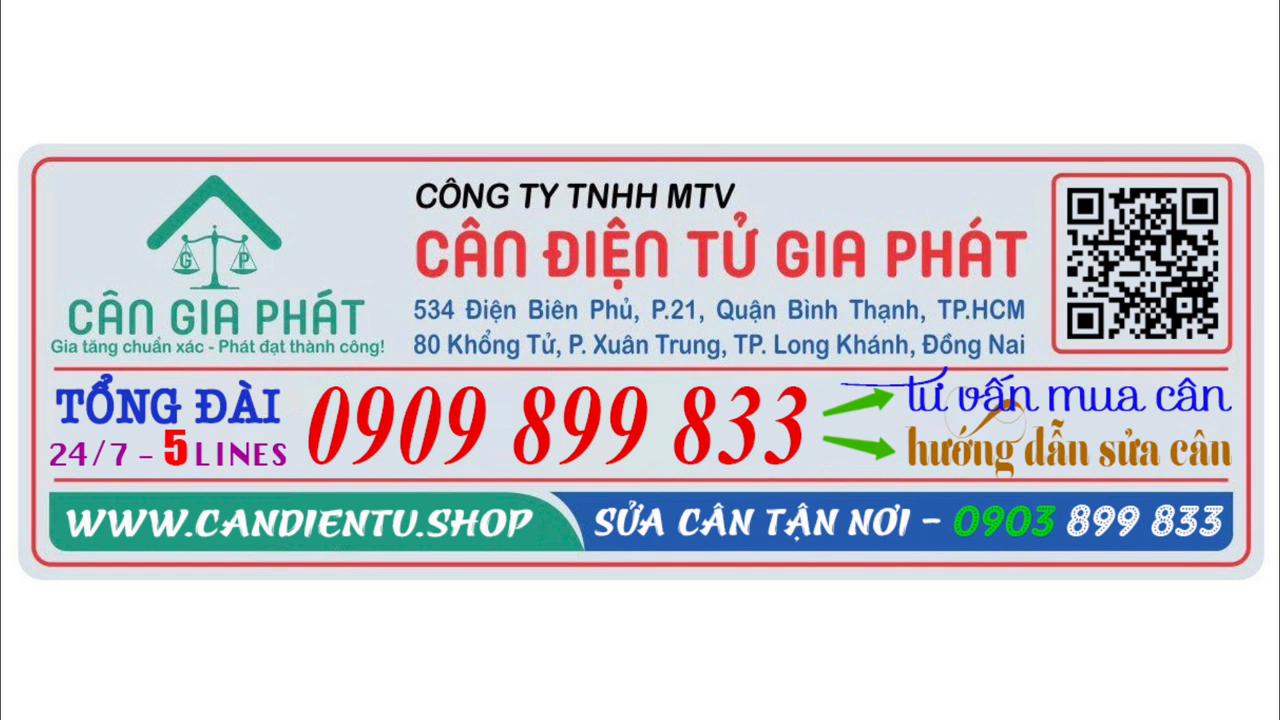 G P
CÂN GIA PHÁT
Gia tăng chuẩn xác - Phát đạt thành công!
CÔNG TY TNHH MTV
CÂN ĐIỆN TỬ GIA PHÁT
534 Điện Biên Phủ, P.21, Quận Bình Thạnh, TP.HCM
80 Khổng Tử, P. Xuân Trung, TP. Long Khánh, Đồng Nai
TỔNG ĐÀI
24/7 - 5 LINES
0909 899 833
tư vấn mua cân
hướng dẫn sửa cân
WWW.CANDIENTU.SHOP
SỬA CÂN TẬN NƠI - 0903 899 833